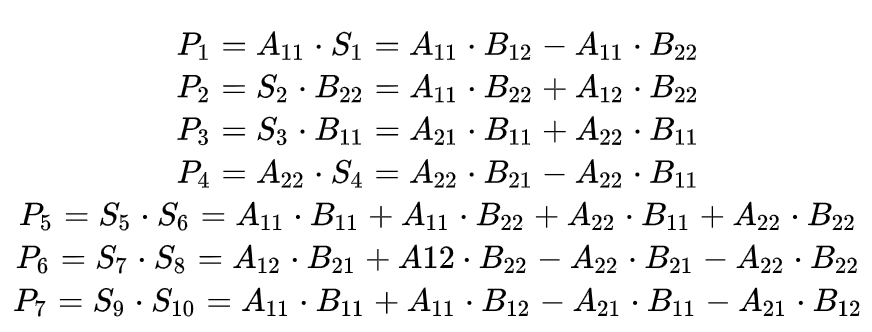 P₁ = A₁₁ · S₁ = A₁₁ · B₁₂ − A₁₁ · B₂₂
P₂ = S₂ · B₂₂ = A₁₁ · B₂₂ + A₁₂ · B₂₂
P₃ = S₃ · B₁₁ = A₂₁ · B₁₁ + A₂₂ · B₁₁
P₄ = A₂₂ · S₄ = A₂₂ · B₂₁ − A₂₂ · B₁₁
P₅ = S₅ · S₆ = A₁₁ · B₁₁ + A₁₁ · B₂₂ + A₂₂ · B₁₁ + A₂₂ · B₂₂
P₆ = S₇ · S₈ = A₁₂ · B₂₁ + A12 · B₂₂ − A₂₂ · B₂₁ − A₂₂ · B₂₂
P₇ = S₉ · S₁₀ = A₁₁ · B₁₁ + A₁₁ · B₁₂ − A₂₁ · B₁₁ − A₂₁ · B₁₂